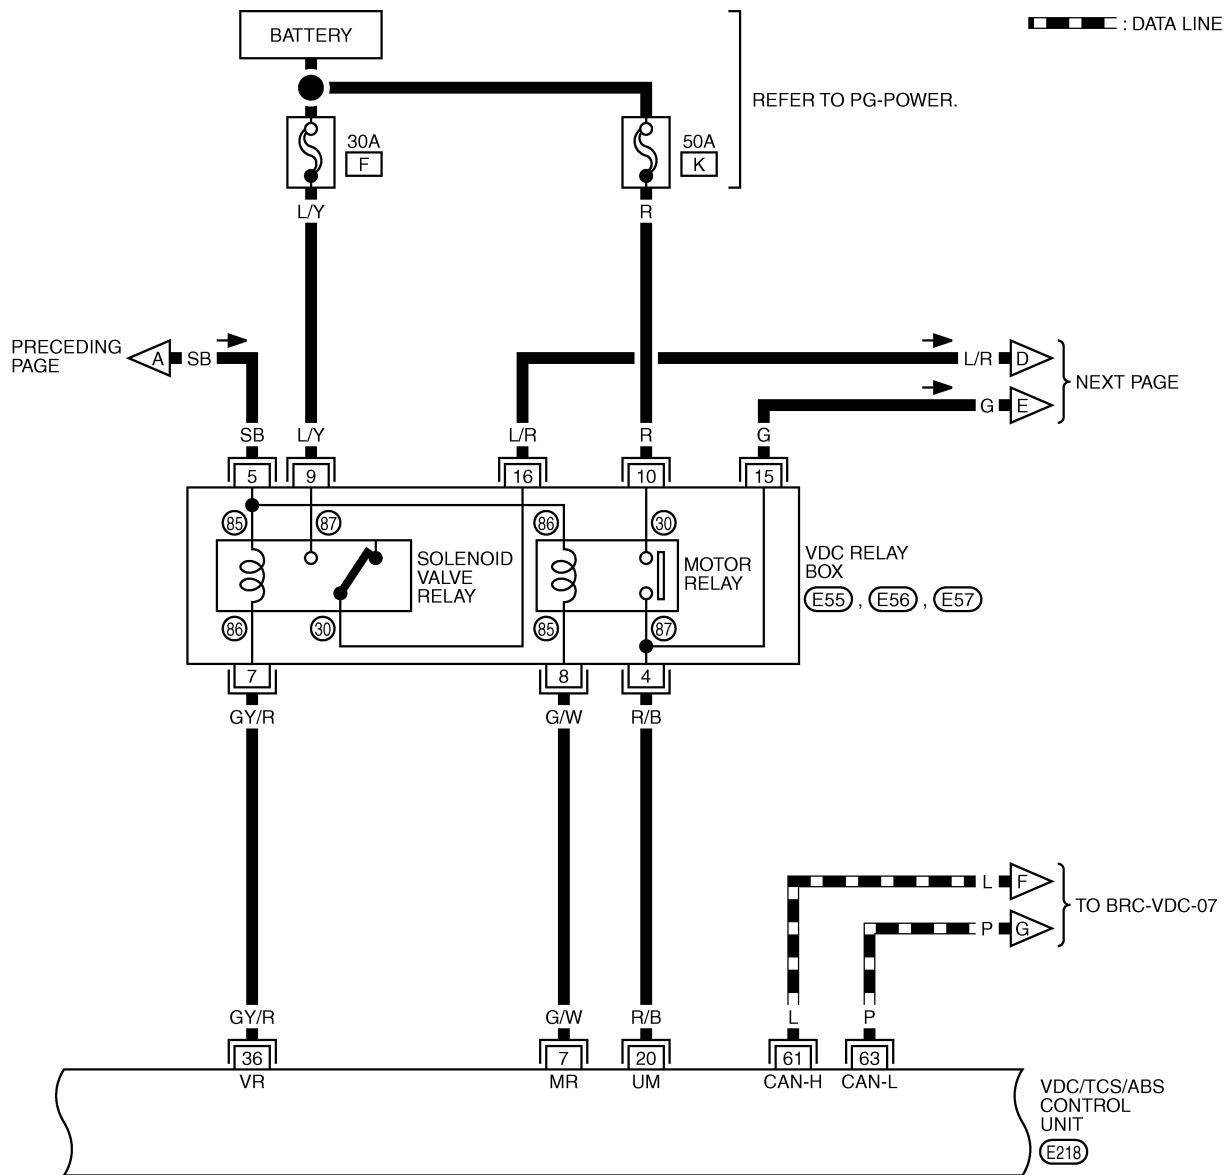 BATTERY
: DATA LINE
REFER TO PG-POWER.
30A
F
50A
K
L/Y
R
PRECEDING
PAGE
A
SB
L/R
D
NEXT PAGE
G
E
SB
L/Y
L/R
R
G
5
9
16
10
15
85
87
86
30
SOLENOID
VALVE
RELAY
MOTOR
RELAY
VDC RELAY
BOX
E55 , E56 , E57
86
30
85
87
7
8
4
GY/R
G/W
R/B
L
F
TO BRC-VDC-07
P
G
GY/R
G/W
R/B
L
P
36
7
20
61
63
VR
MR
UM
CAN-H
CAN-L
VDC/TCS/ABS
CONTROL
UNIT
E218